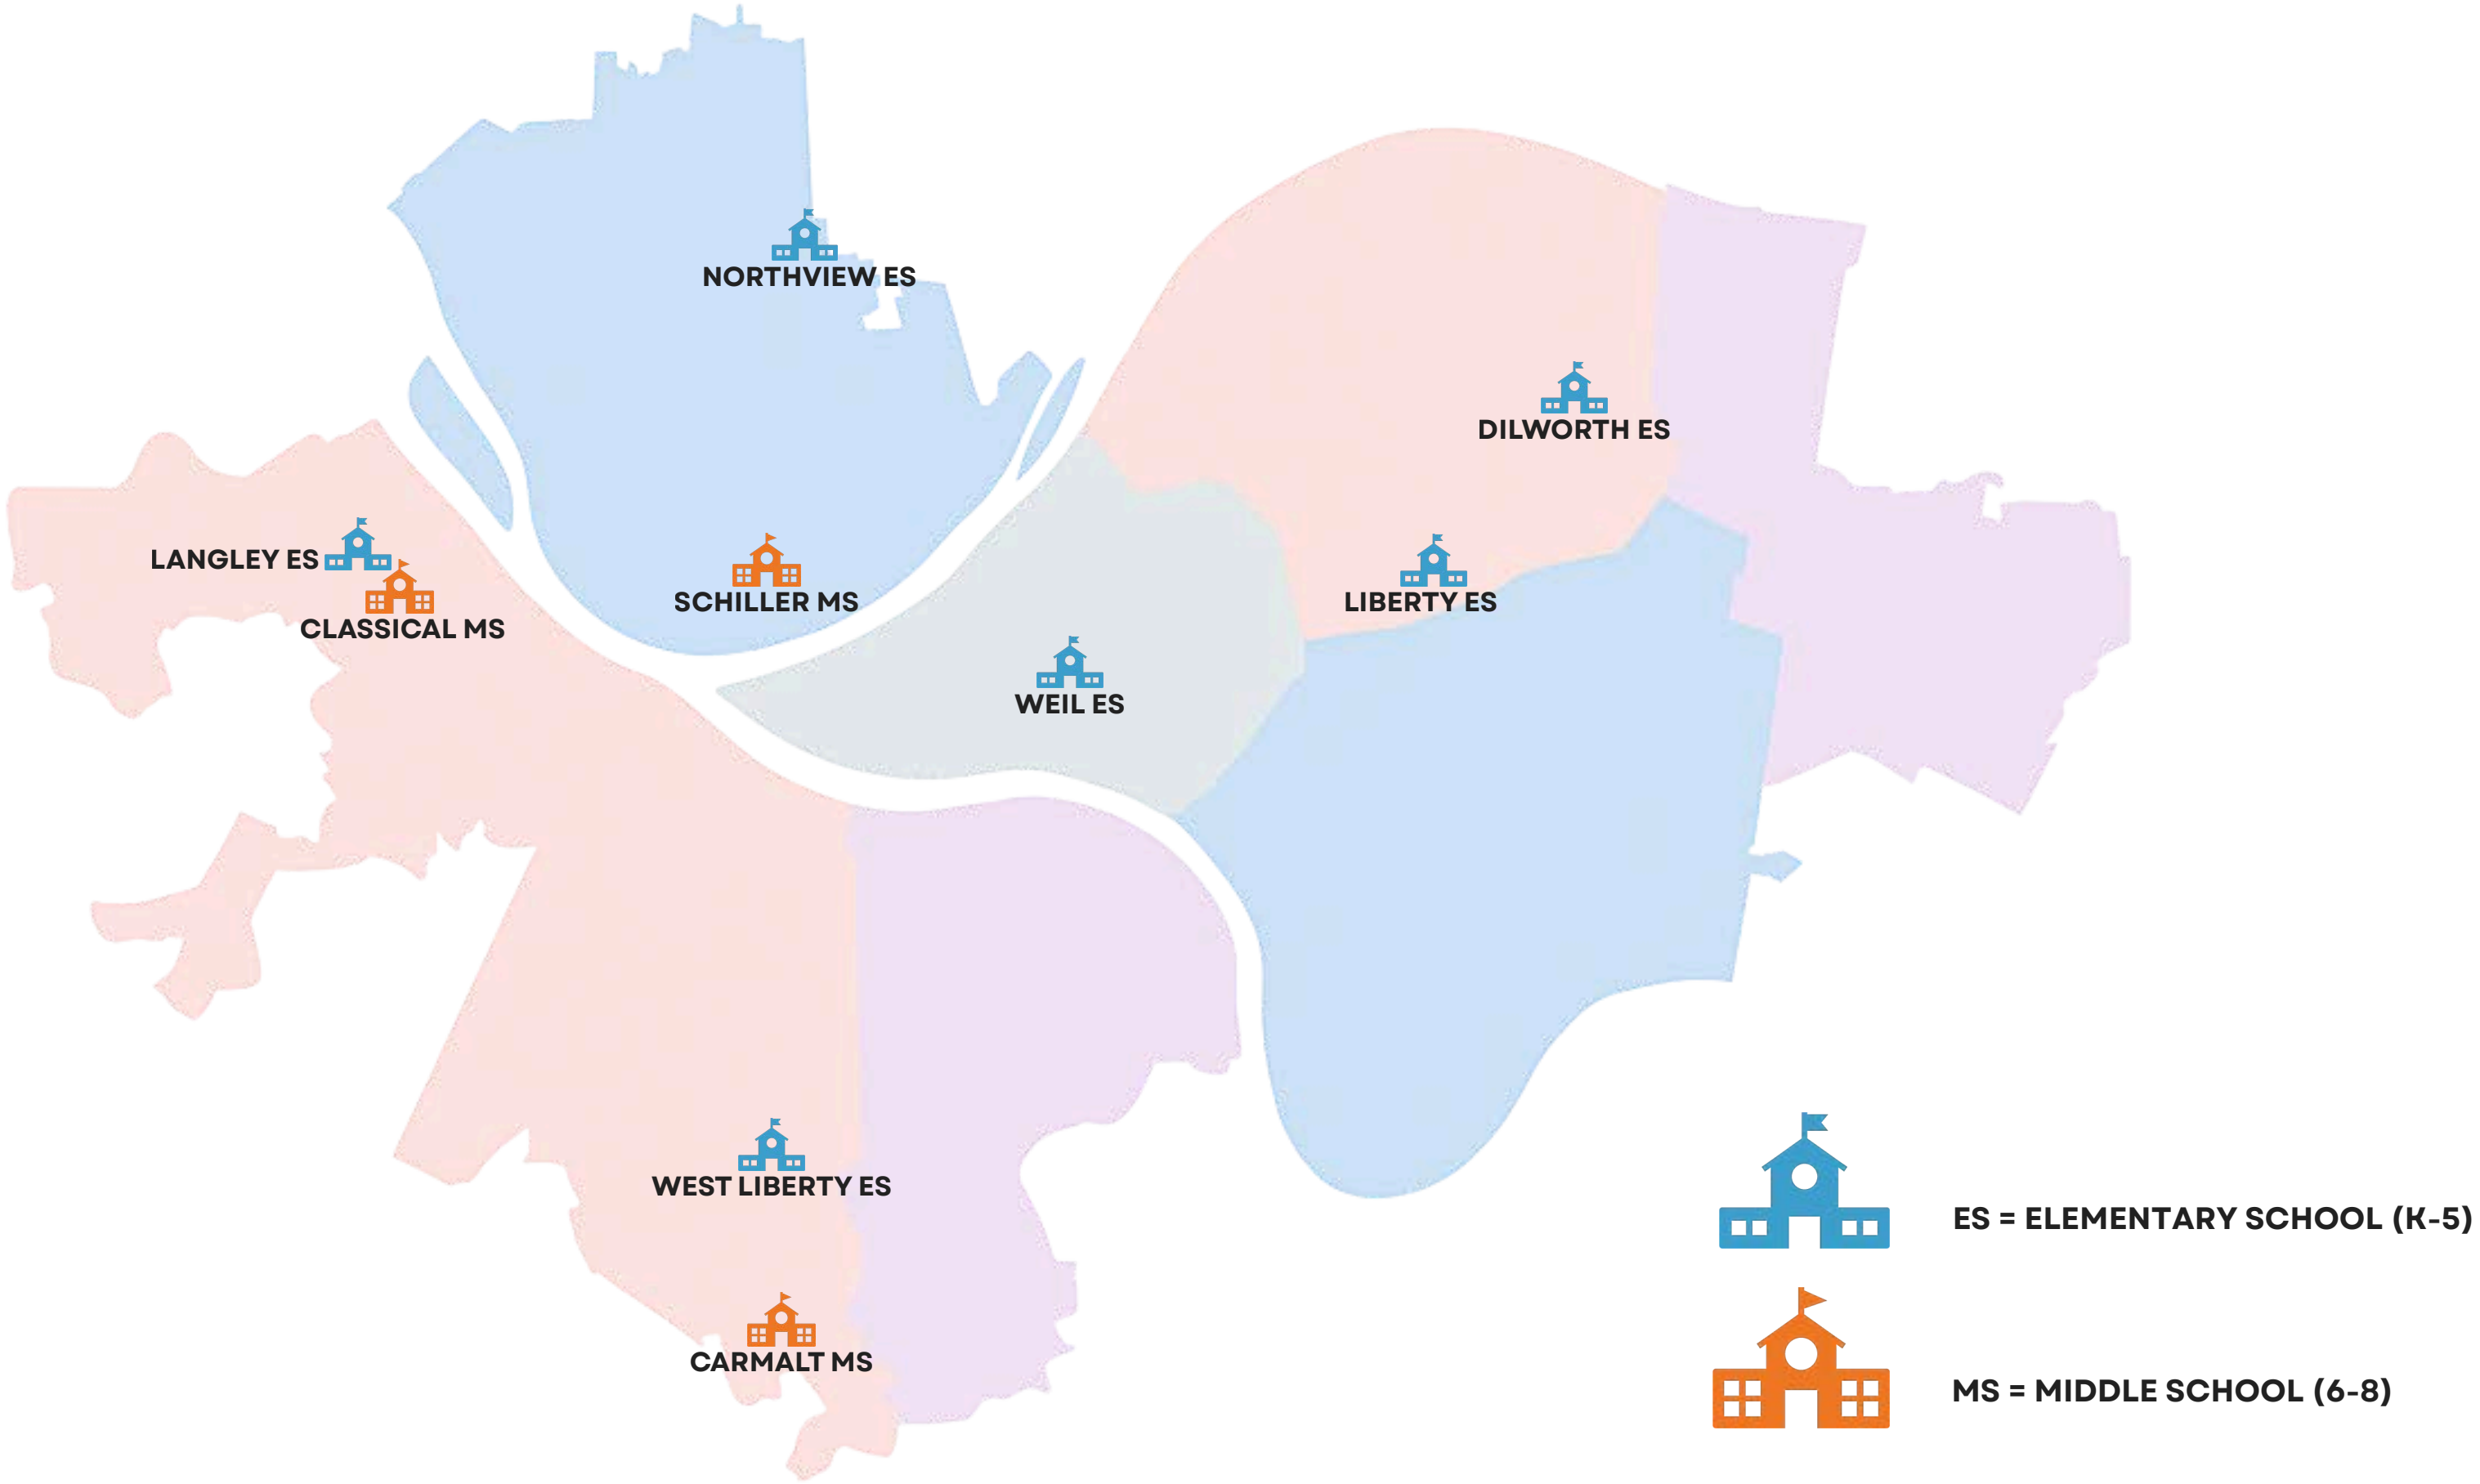 NORTHVIEW ES
DILWORTH ES
LANGLEY ES
CLASSICAL MS
SCHILLER MS
LIBERTY ES
WEIL ES
WEST LIBERTY ES
CARMALT MS
ES = ELEMENTARY SCHOOL (K-5)
MS = MIDDLE SCHOOL (6-8)